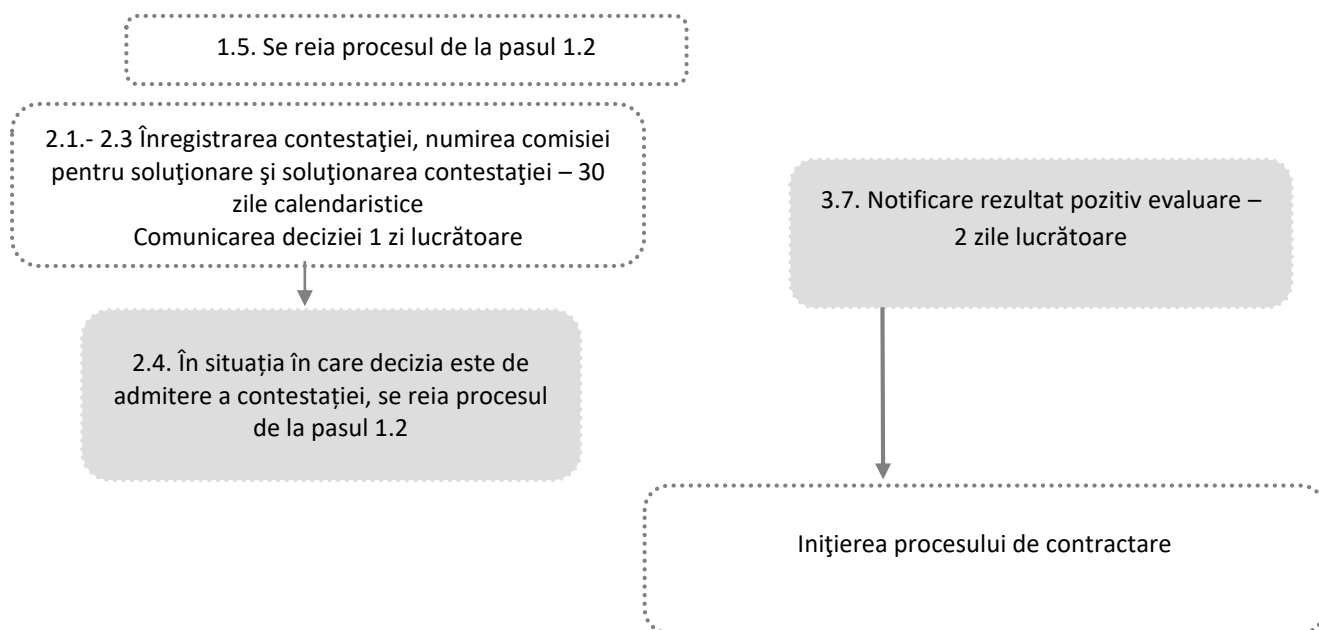 1.5. Se reia procesul de la pasul 1.2
2.1.- 2.3 Înregistrarea contestaţiei, numirea comisiei
pentru soluţionare şi soluţionarea contestaţiei – 30
zile calendaristice
Comunicarea deciziei 1 zi lucrătoare
2.4. În situația în care decizia este de
admitere a contestației, se reia procesul
de la pasul 1.2
3.7. Notificare rezultat pozitiv evaluare –
2 zile lucrătoare
Iniţierea procesului de contractare